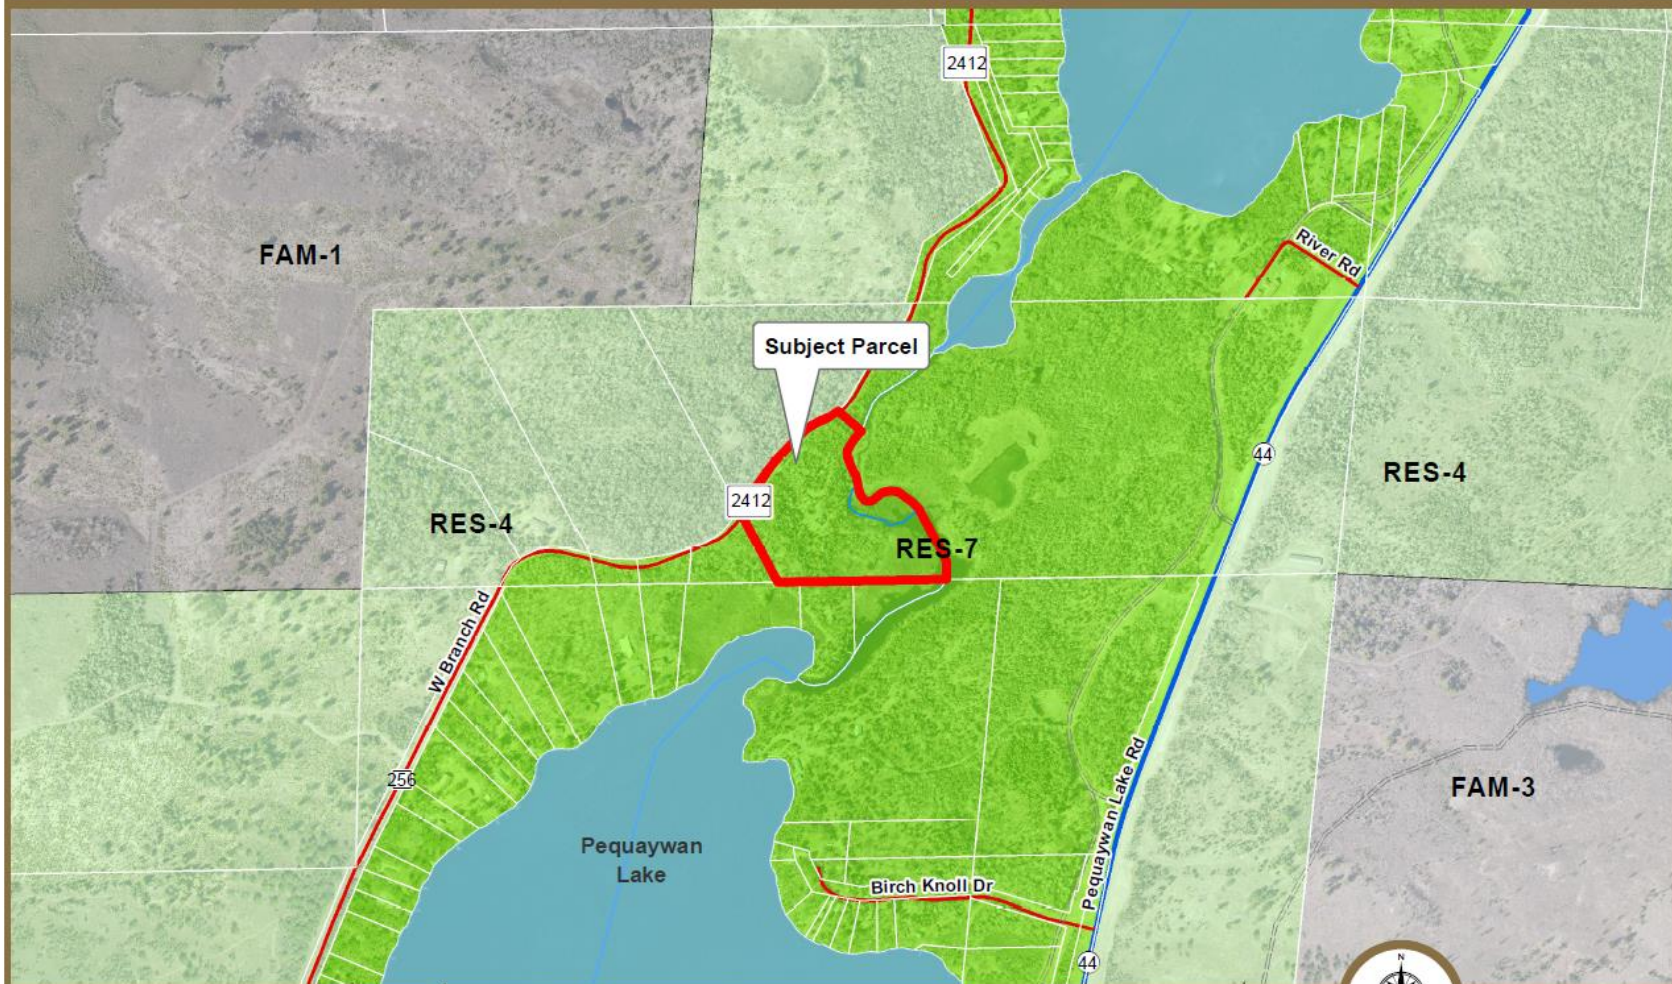 2412
River Rd
FAM-1
Subject Parcel
44
RES-4
2412
RES-4
RES-7
W Branch Rd
256
Pequaywan Lake Rd
FAM-3
Pequaywan
Lake
Birch Knoll Dr
44
N